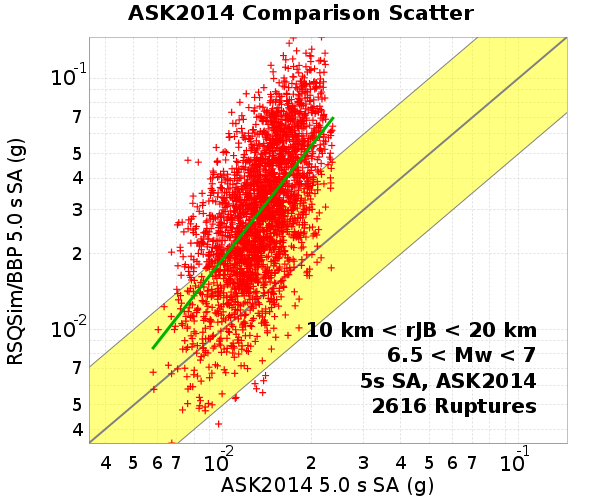 ASK2014 Comparison Scatter
RSQSim/BBP 5.0 s SA (g)
10-1
7
5
4
3
2
10-2
7
5
4
10 km < rJB < 20 km
6.5 < Mw < 7
5s SA, ASK2014
2616 Ruptures
4 5 6 7 10-2 2 3 4 5 6 7 10-1
ASK2014 5.0 s SA (g)